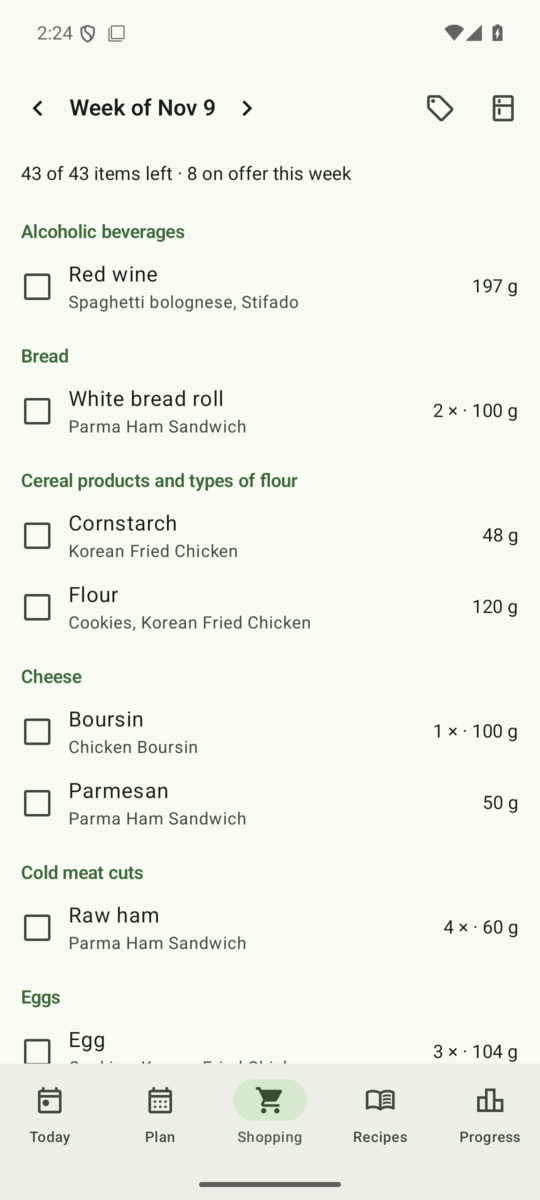 2:24
Week of Nov 9
43 of 43 items left · 8 on offer this week
Alcoholic beverages
Red wine
197 g
Spaghetti bolognese, Stifado
Bread
White bread roll
2 × · 100 g
Parma Ham Sandwich
Cereal products and types of flour
Cornstarch
48 g
Korean Fried Chicken
Flour
120 g
Cookies, Korean Fried Chicken
Cheese
Boursin
1 × · 100 g
Chicken Boursin
Parmesan
50 g
Parma Ham Sandwich
Cold meat cuts
Raw ham
4 × · 60 g
Parma Ham Sandwich
Eggs
Egg
3 × · 104 g
Today
Plan
Shopping
Recipes
Progress